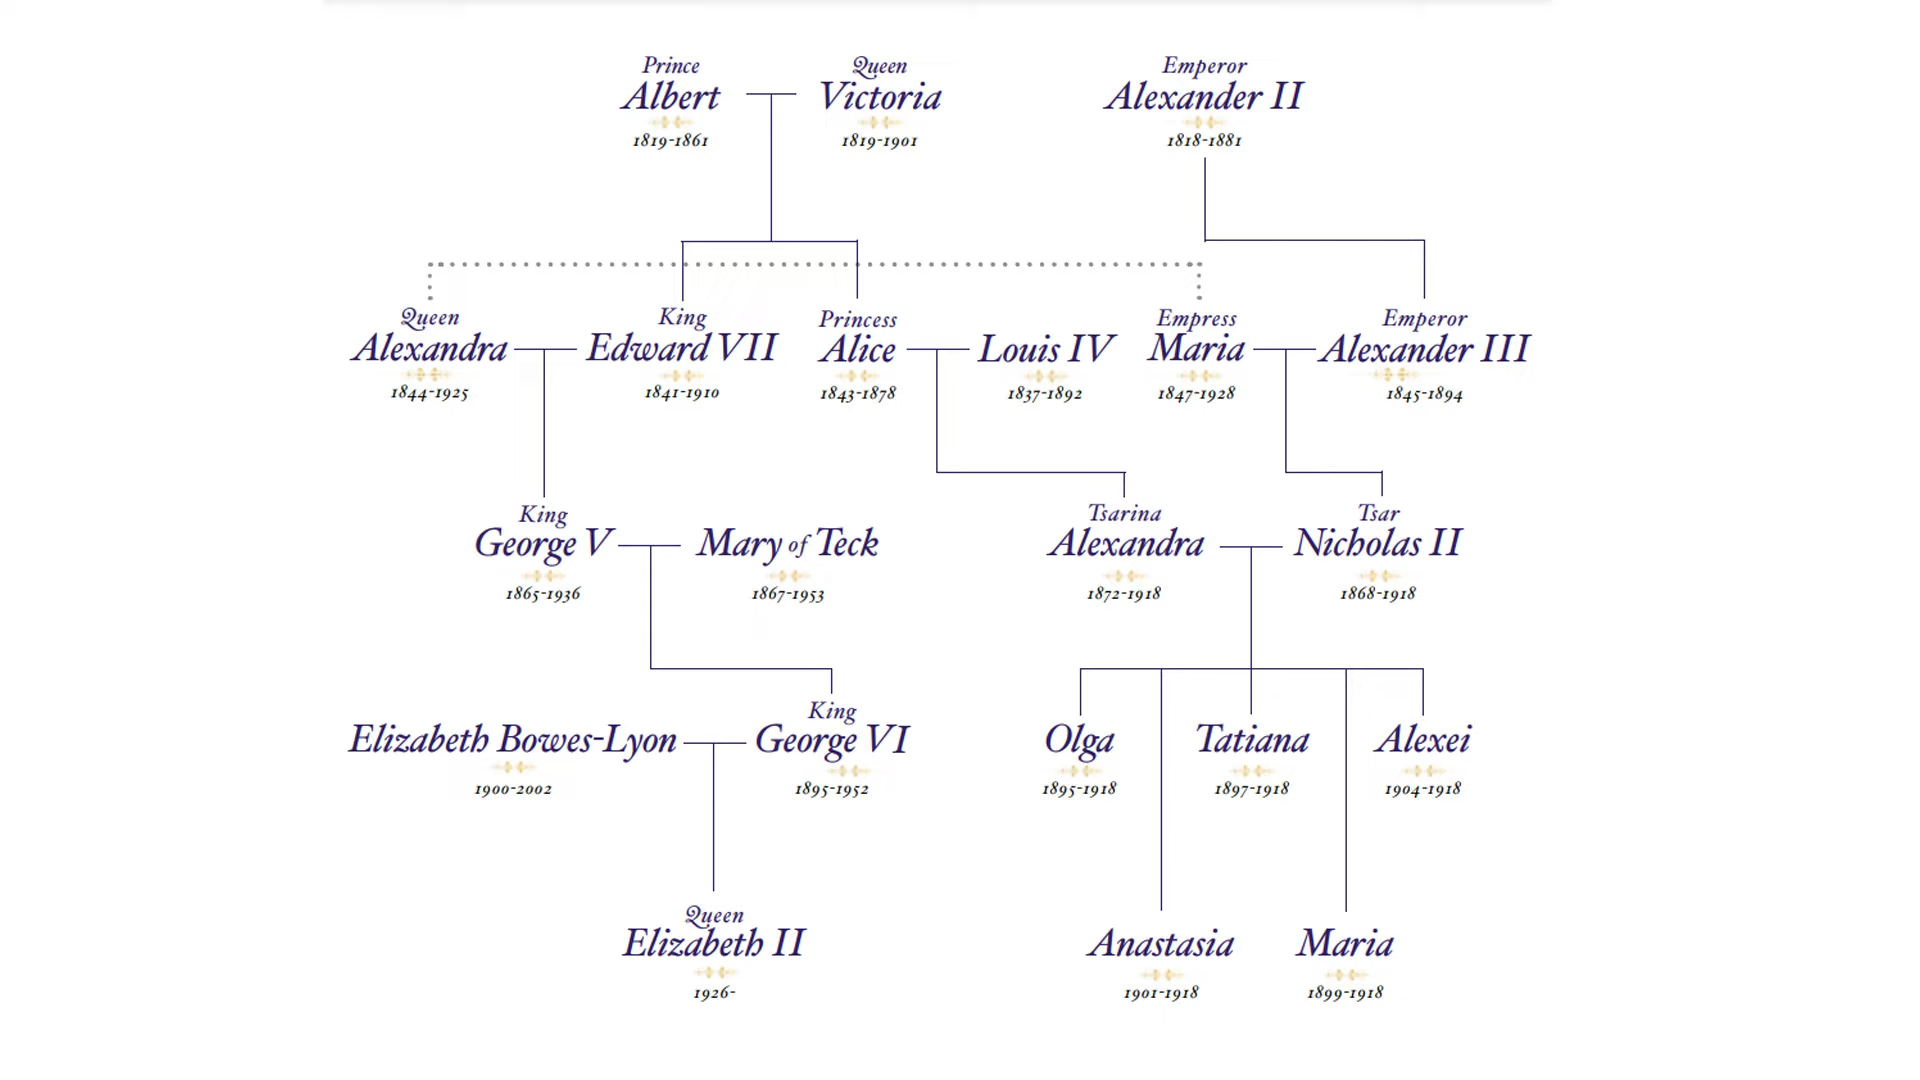 Prince
Albert
1819-1861
Queen
Victoria
1819-1901
Emperor
Alexander II
1818-1881
Queen
Alexandra
1844-1925
King
Edward VII
1841-1910
Princess
Alice
1843-1878
Louis IV
1837-1892
Empress
Maria
1847-1928
Emperor
Alexander III
1845-1894
King
George V
1865-1936
Mary of Teck
1867-1953
Tsarina
Alexandra
1872-1918
Tsar
Nicholas II
1868-1918
Elizabeth Bowes-Lyon
1900-2002
King
George VI
1895-1952
Olga
1895-1918
Tatiana
1897-1918
Alexei
1904-1918
Queen
Elizabeth II
1926-
Anastasia
1901-1918
Maria
1899-1918